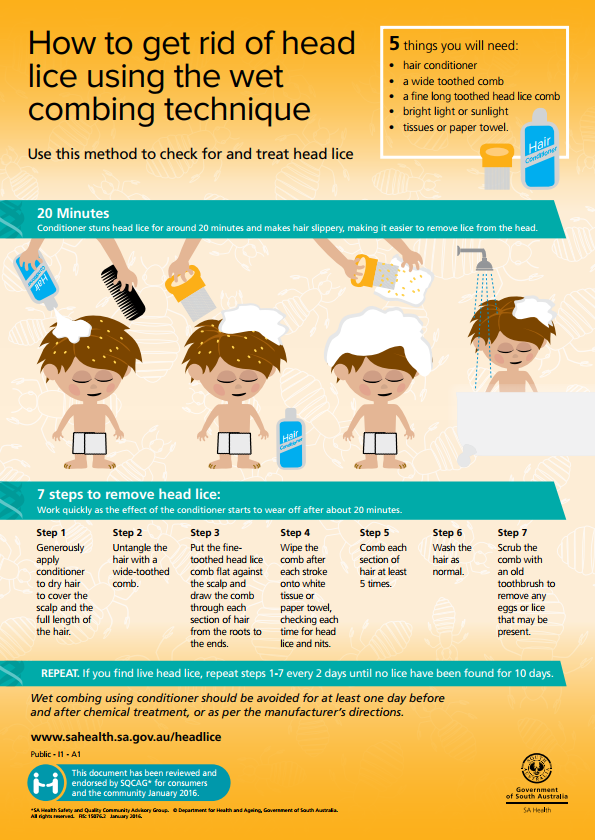 How to get rid of head
lice using the wet
combing technique
Use this method to check for and treat head lice
5 things you will need:
• hair conditioner
• a wide toothed comb
• a fine long toothed head lice comb
• bright light or sunlight
• tissues or paper towel.
Hair
Conditioner
20 Minutes
Conditioner stuns head lice for around 20 minutes and makes hair slippery, making it easier to remove lice from the head.
Hair
Conditioner
Hair
Conditioner
7 steps to remove head lice:
Work quickly as the effect of the conditioner starts to wear off after about 20 minutes.
Step 1
Generously
apply
conditioner
to dry hair
to cover the
scalp and the
full length of
the hair.
Step 2
Untangle the
hair with a
wide-toothed
comb.
Step 3
Put the fine-
toothed head lice
comb flat against
the scalp and
draw the comb
through each
section of hair
from the roots to
the ends.
Step 4
Wipe the
comb after
each stroke
onto white
tissue or
paper towel,
checking each
time for head
lice and nits.
Step 5
Comb each
section of
hair at least
5 times.
Step 6
Wash the
hair as
normal.
Step 7
Scrub the
comb with
an old
toothbrush to
remove any
eggs or lice
that may be
present.
REPEAT. If you find live head lice, repeat steps 1-7 every 2 days until no lice have been found for 10 days.
Wet combing using conditioner should be avoided for at least one day before
and after chemical treatment, or as per the manufacturer's directions.
www.sahealth.sa.gov.au/headlice
Public - I1 - A1
This document has been reviewed and
endorsed by SQCAG* for consumers
and the community January 2016.
*SA Health Safety and Quality Community Advisory Group. © Department for Health and Ageing, Government of South Australia.
All rights reserved. FIS: 15076.2 January 2016.
Government
of South Australia
SA Health